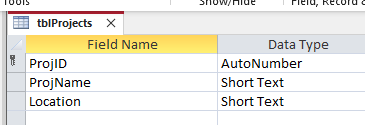 Tools Show/Hide Field, Record &
tblProjects
Field Name Data Type
ProjID AutoNumber
ProjName Short Text
Location Short Text